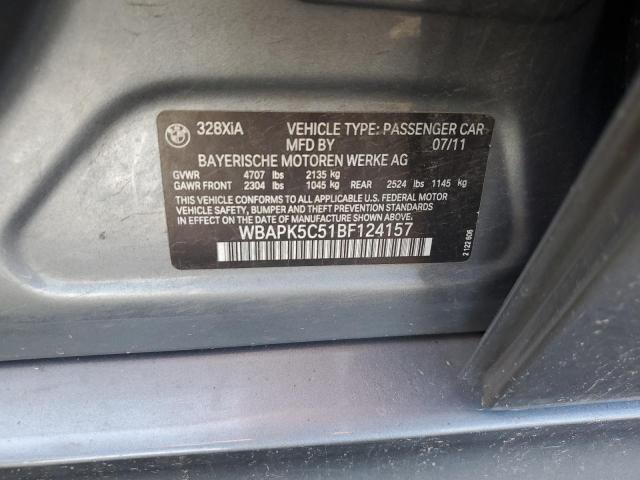 328XiA VEHICLE TYPE: PASSENGER CAR
MFD BY 07/11
BAYERISCHE MOTOREN WERKE AG
GVWR 4707 lbs 2135 kg
GAWR FRONT 2304 lbs 1045 kg REAR 2524 lbs 1145 kg
THIS VEHICLE CONFORMS TO ALL APPLICABLE U.S. FEDERAL MOTOR
VEHICLE SAFETY, BUMPER AND THEFT PREVENTION STANDARDS
IN EFFECT ON THE DATE OF MANUFACTURE SHOWN ABOVE.
WBAPK5C51BF124157
2 122 606